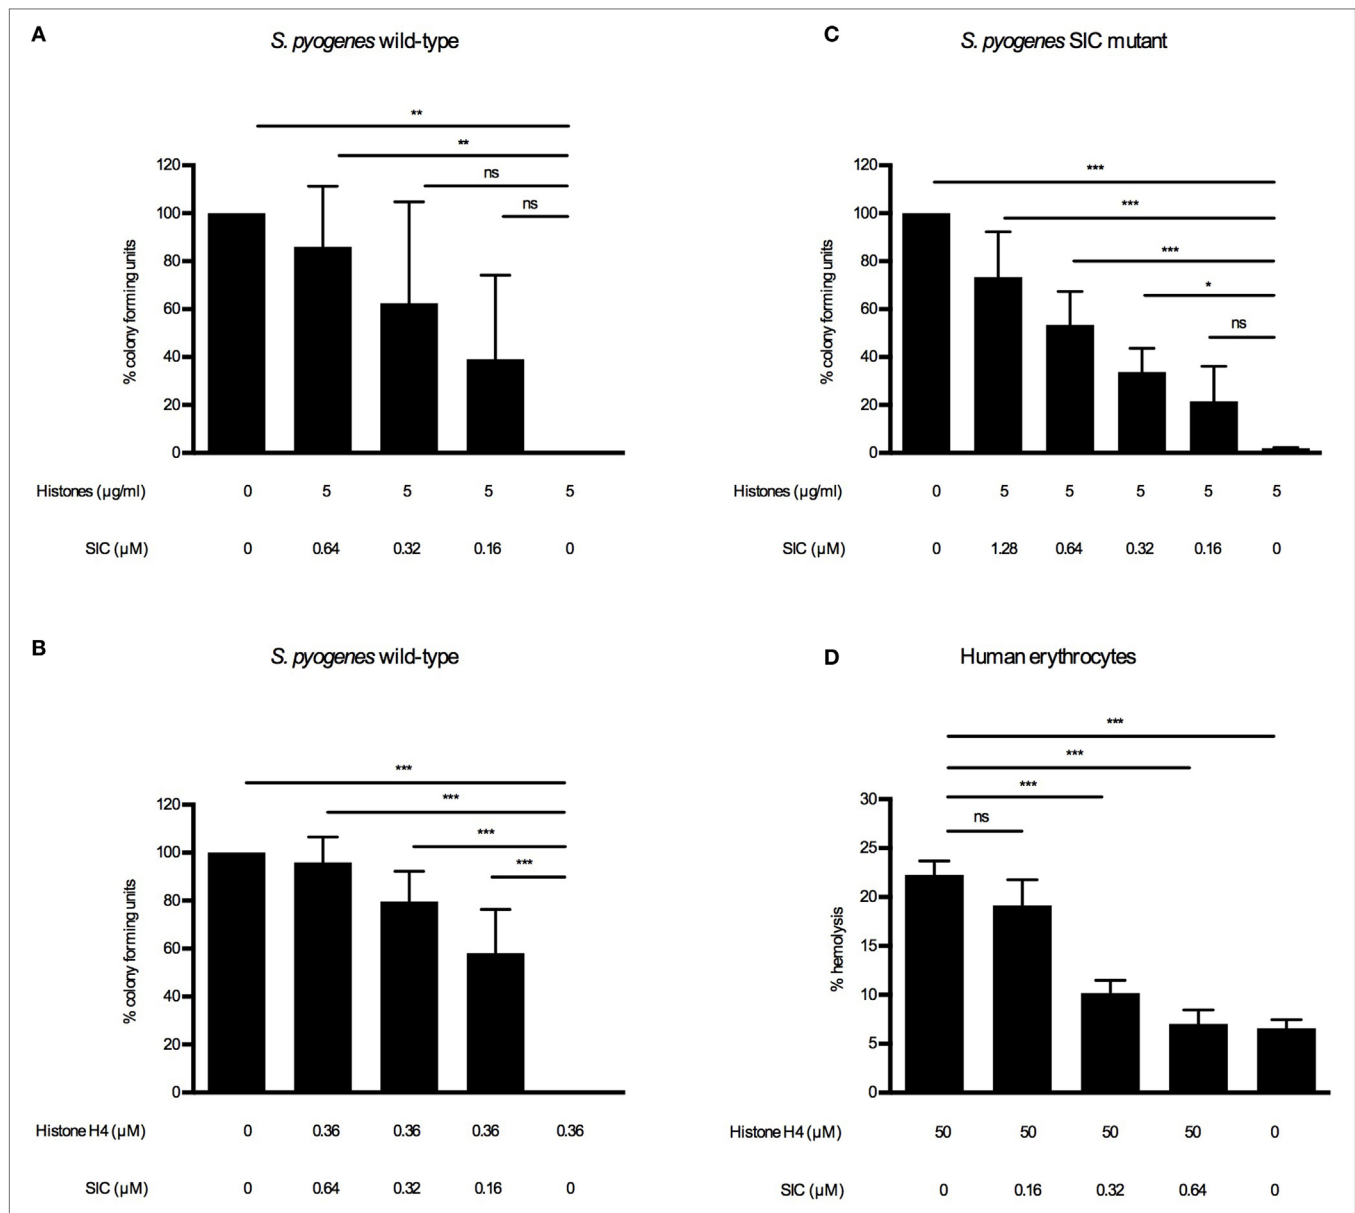 A
S. pyogenes wild-type
**
**
ns
ns
120
100
80
60
40
20
0
% colony forming units
Histones (µg/ml) 0 5 5 5 5
SIC (µM) 0 0.64 0.32 0.16 0
C
S. pyogenes SIC mutant
***
***
***
*
ns
120
100
80
60
40
20
0
% colony forming units
Histones (µg/ml) 0 5 5 5 5 5
SIC (µM) 0 1.28 0.64 0.32 0.16 0
B
S. pyogenes wild-type
***
***
***
***
120
100
80
60
40
20
0
% colony forming units
Histone H4 (µM) 0 0.36 0.36 0.36 0.36
SIC (µM) 0 0.64 0.32 0.16 0
D
Human erythrocytes
***
***
***
ns
30
25
20
15
10
5
0
% hemolysis
Histone H4 (µM) 50 50 50 50 0
SIC (µM) 0 0.16 0.32 0.64 0